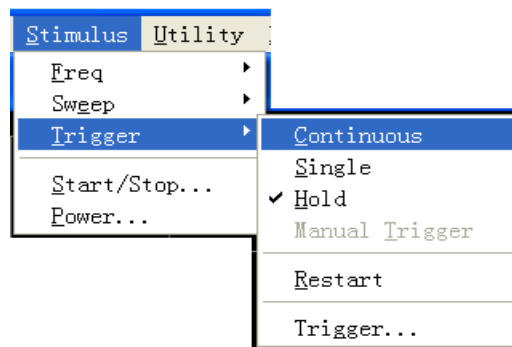 Stimulus Utility
Freq
Sweep
Trigger
Start/Stop...
Power...
Continuous
Single
Hold
Manual Trigger
Restart
Trigger...